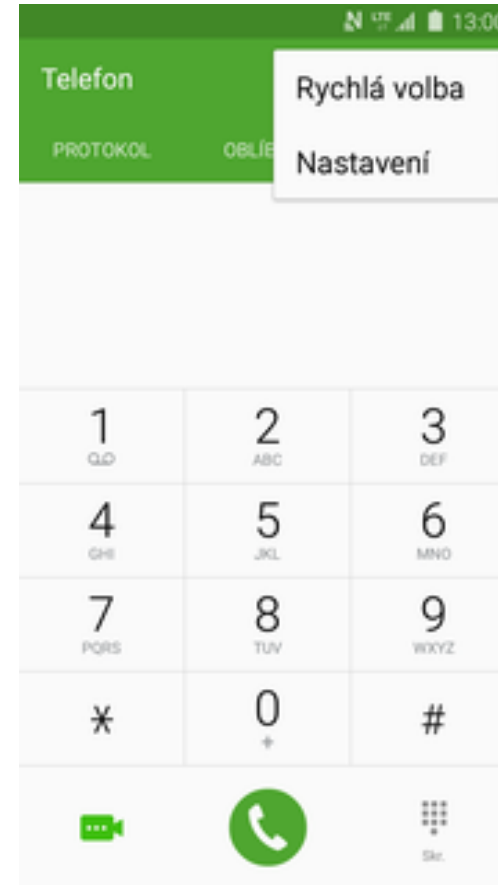 LTE 13:00
Telefon
Rychlá volba
PROTOKOL
Nastavení
1 2 3
ABC DEF
4 5 6
GHI JKL MNO
7 8 9
PQRS TUV WXYZ
* 0 #
+
Skr.